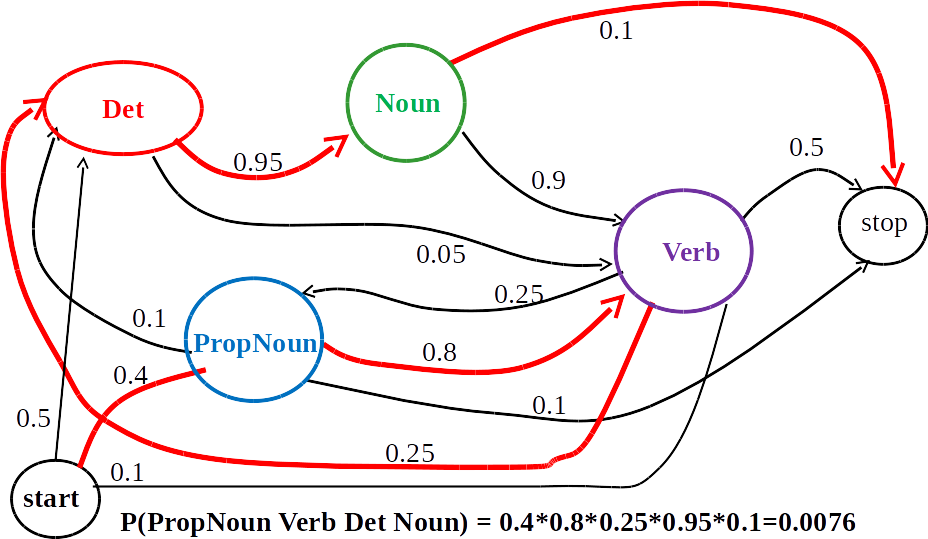 0.1
Det
Noun
0.95
0.5
0.9
stop
Verb
0.05
0.25
0.1
PropNoun
0.8
0.4
0.1
0.5
0.25
0.1
start
P(PropNoun Verb Det Noun) = 0.4*0.8*0.25*0.95*0.1=0.0076